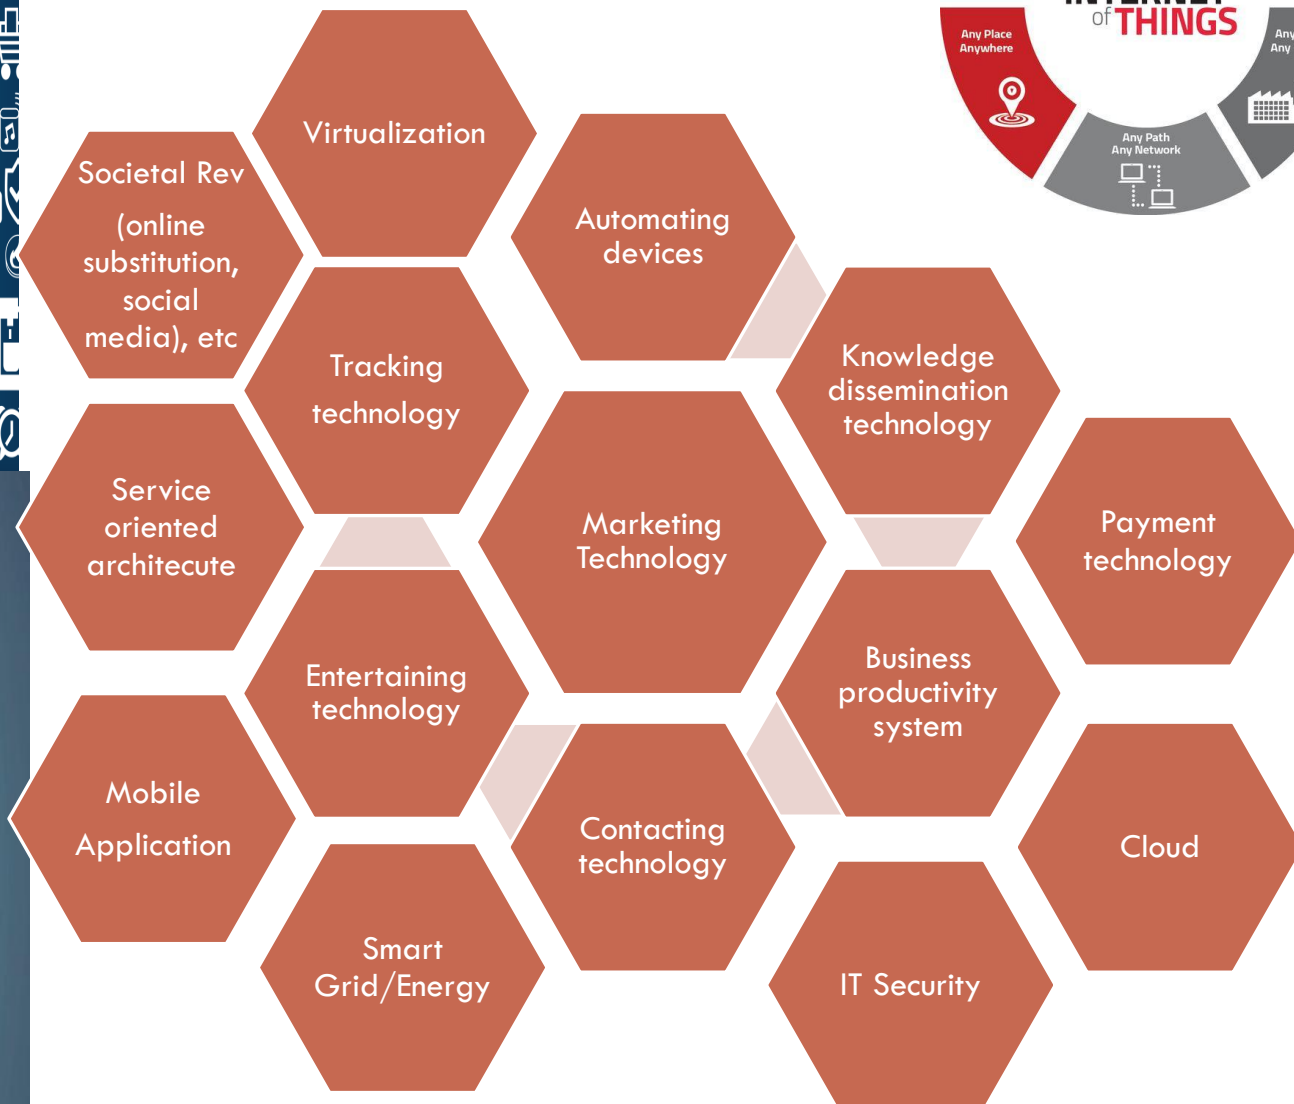 of THINGS
Any Place
Anywhere
Any
Any
Any Path
Any Network
Virtualization
Societal Rev
(online
substitution,
social
media), etc
Automating
devices
Tracking
technology
Knowledge
dissemination
technology
Service
oriented
architecute
Marketing
Technology
Payment
technology
Entertaining
technology
Business
productivity
system
Mobile
Application
Contacting
technology
Cloud
Smart
Grid/Energy
IT Security